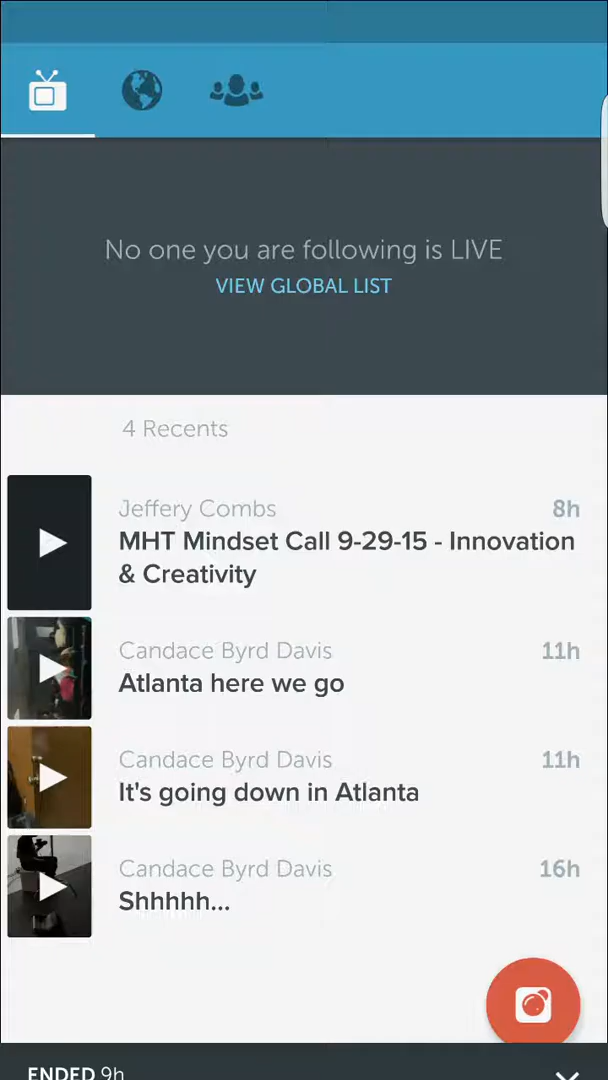 No one you are following is LIVE
VIEW GLOBAL LIST
4 Recents
Jeffery Combs 8h
MHT Mindset Call 9-29-15 - Innovation
& Creativity
Candace Byrd Davis 11h
Atlanta here we go
Candace Byrd Davis 11h
It's going down in Atlanta
Candace Byrd Davis 16h
Shhhhh...
ENDED 9h